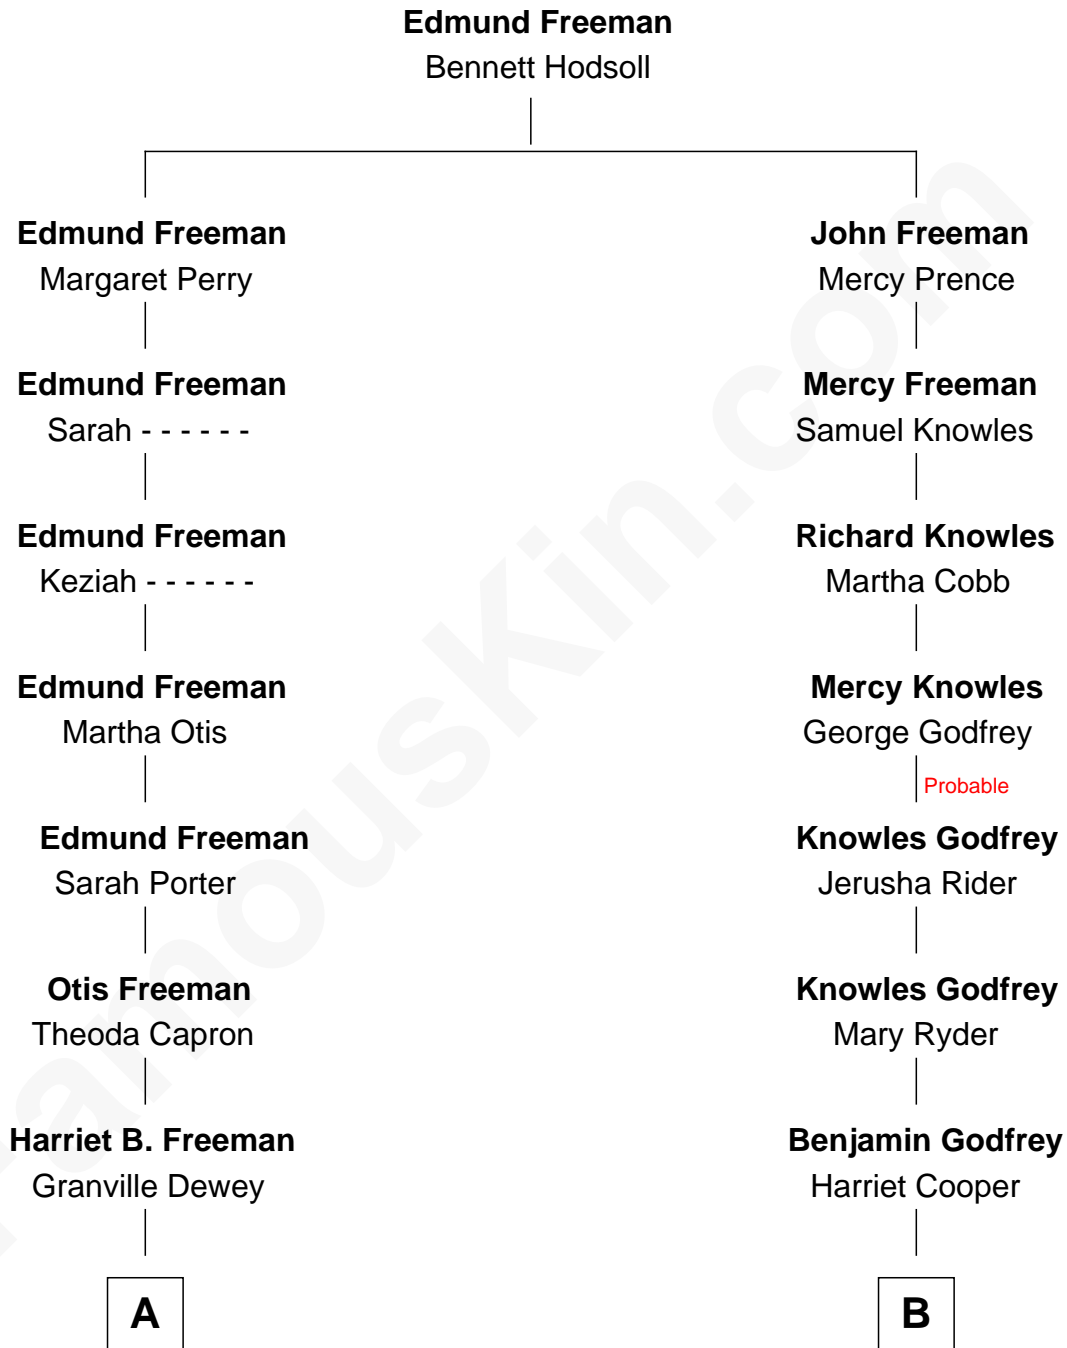 Edmund Freeman
Bennett Hodsoll
Edmund Freeman
Margaret Perry
Edmund Freeman
Sarah - - - - - -
Edmund Freeman
Keziah - - - - - -
Edmund Freeman
Martha Otis
Edmund Freeman
Sarah Porter
Otis Freeman
Theoda Capron
Harriet B. Freeman
Granville Dewey
A
John Freeman
Mercy Prence
Mercy Freeman
Samuel Knowles
Richard Knowles
Martha Cobb
Mercy Knowles
George Godfrey
Probable
Knowles Godfrey
Jerusha Rider
Knowles Godfrey
Mary Ryder
Benjamin Godfrey
Harriet Cooper
B
FamousKin.com